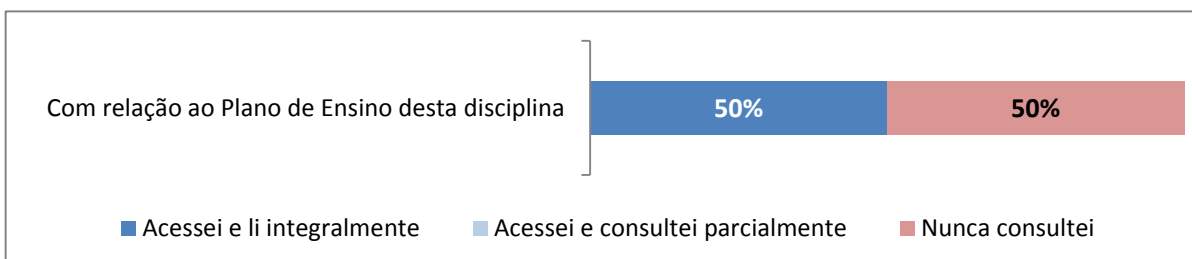 Com relação ao Plano de Ensino desta disciplina
50%
50%
Acessei e li integralmente
Acessei e consultei parcialmente
Nunca consultei